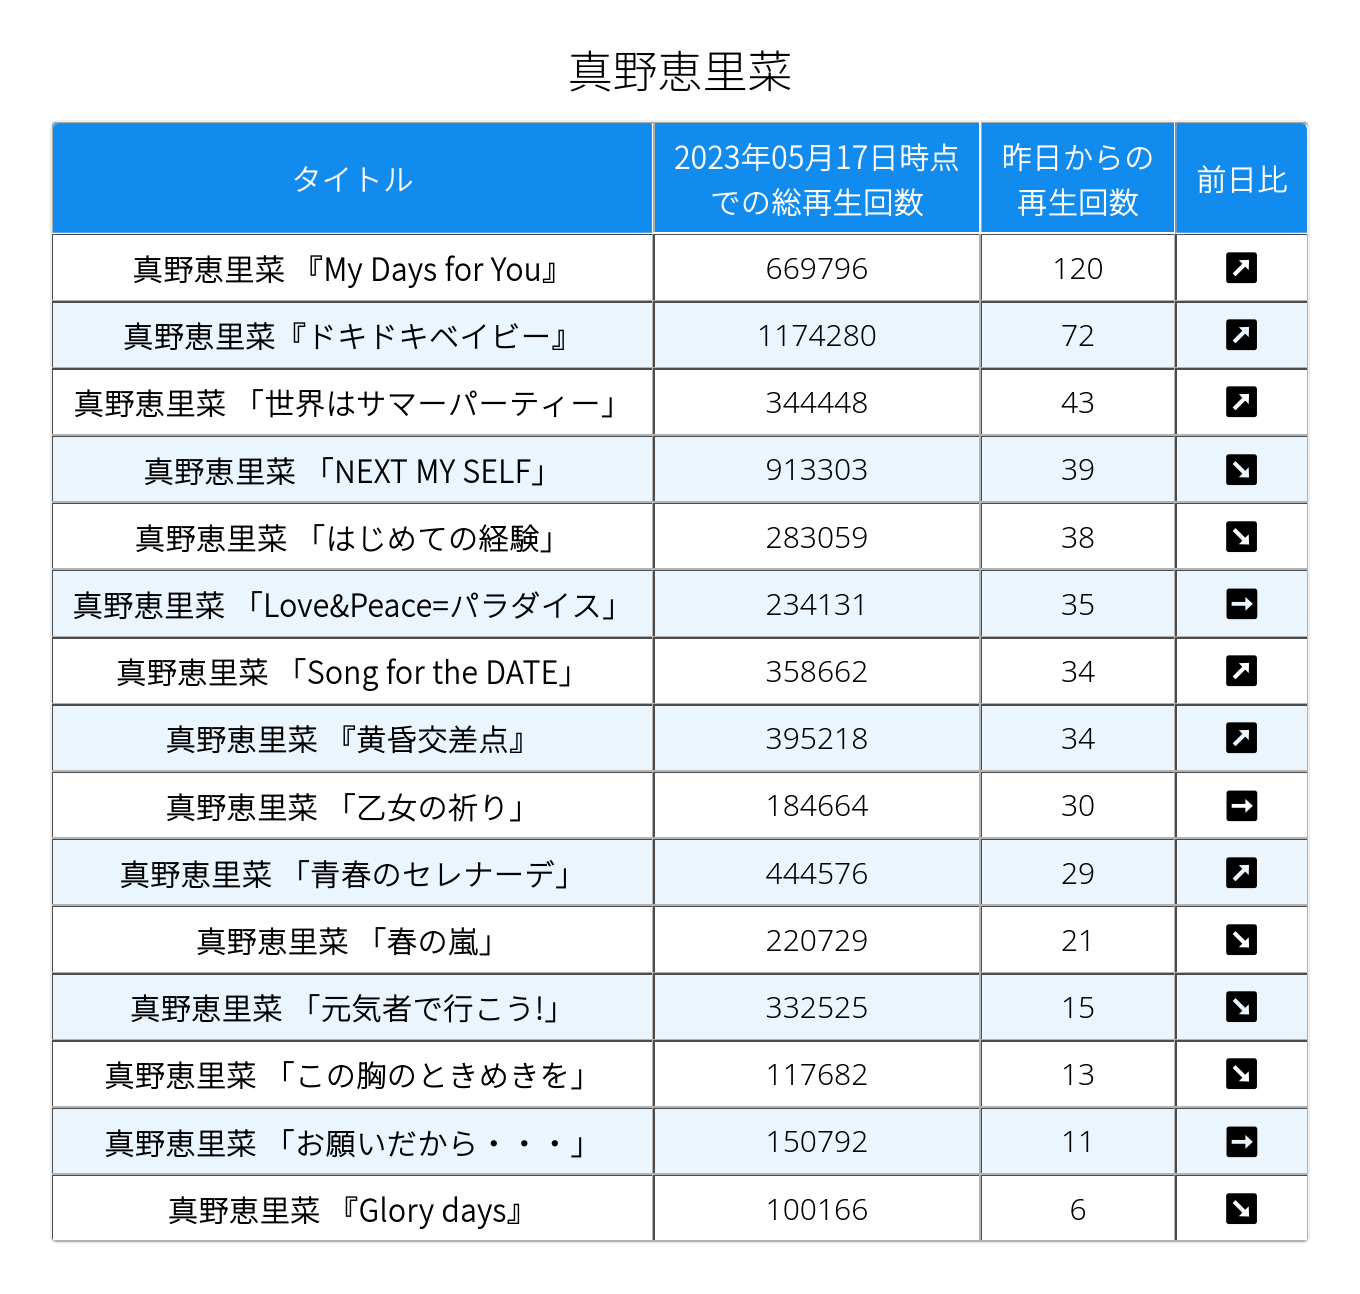 真野恵里菜
タイトル 2023年05月17日時点での総再生回数 昨日からの再生回数 前日比
真野恵里菜 『My Days for You』 669796 120 ↗
真野恵里菜『ドキドキベイビー』 1174280 72 ↗
真野恵里菜 「世界はサマーパーティー」 344448 43 ↗
真野恵里菜 「NEXT MY SELF」 913303 39 ↘
真野恵里菜 「はじめての経験」 283059 38 ↘
真野恵里菜 「Love&Peace=パラダイス」 234131 35 →
真野恵里菜 「Song for the DATE」 358662 34 ↗
真野恵里菜 『黄昏交差点』 395218 34 ↗
真野恵里菜 「乙女の祈り」 184664 30 →
真野恵里菜 「青春のセレナーデ」 444576 29 ↗
真野恵里菜 「春の嵐」 220729 21 ↘
真野恵里菜 「元気者で行こう!」 332525 15 ↘
真野恵里菜 「この胸のときめきを」 117682 13 ↘
真野恵里菜 「お願いだから・・・」 150792 11 →
真野恵里菜 『Glory days』 100166 6 ↘